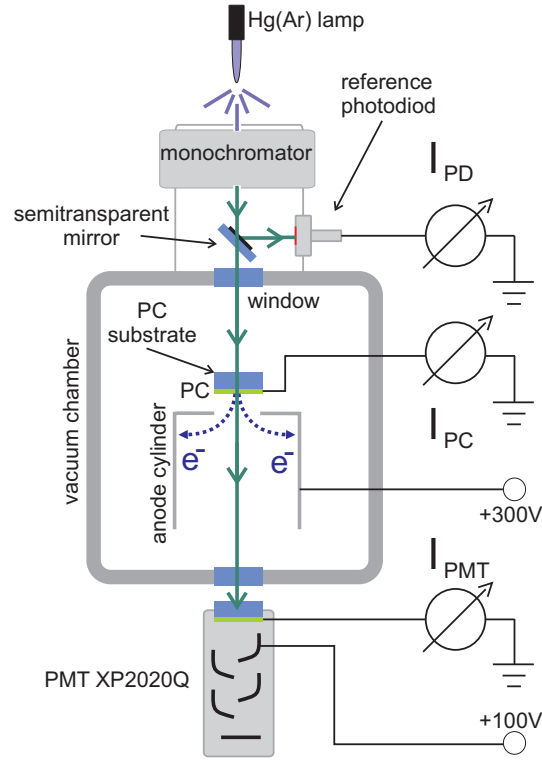 Hg(Ar) lamp
reference
photodiod
monochromator
I PD
semitransparent
mirror
window
PC
substrate
PC
vacuum chamber
anode cylinder
e-
e-
I PC
+300V
I PMT
PMT XP2020Q
+100V